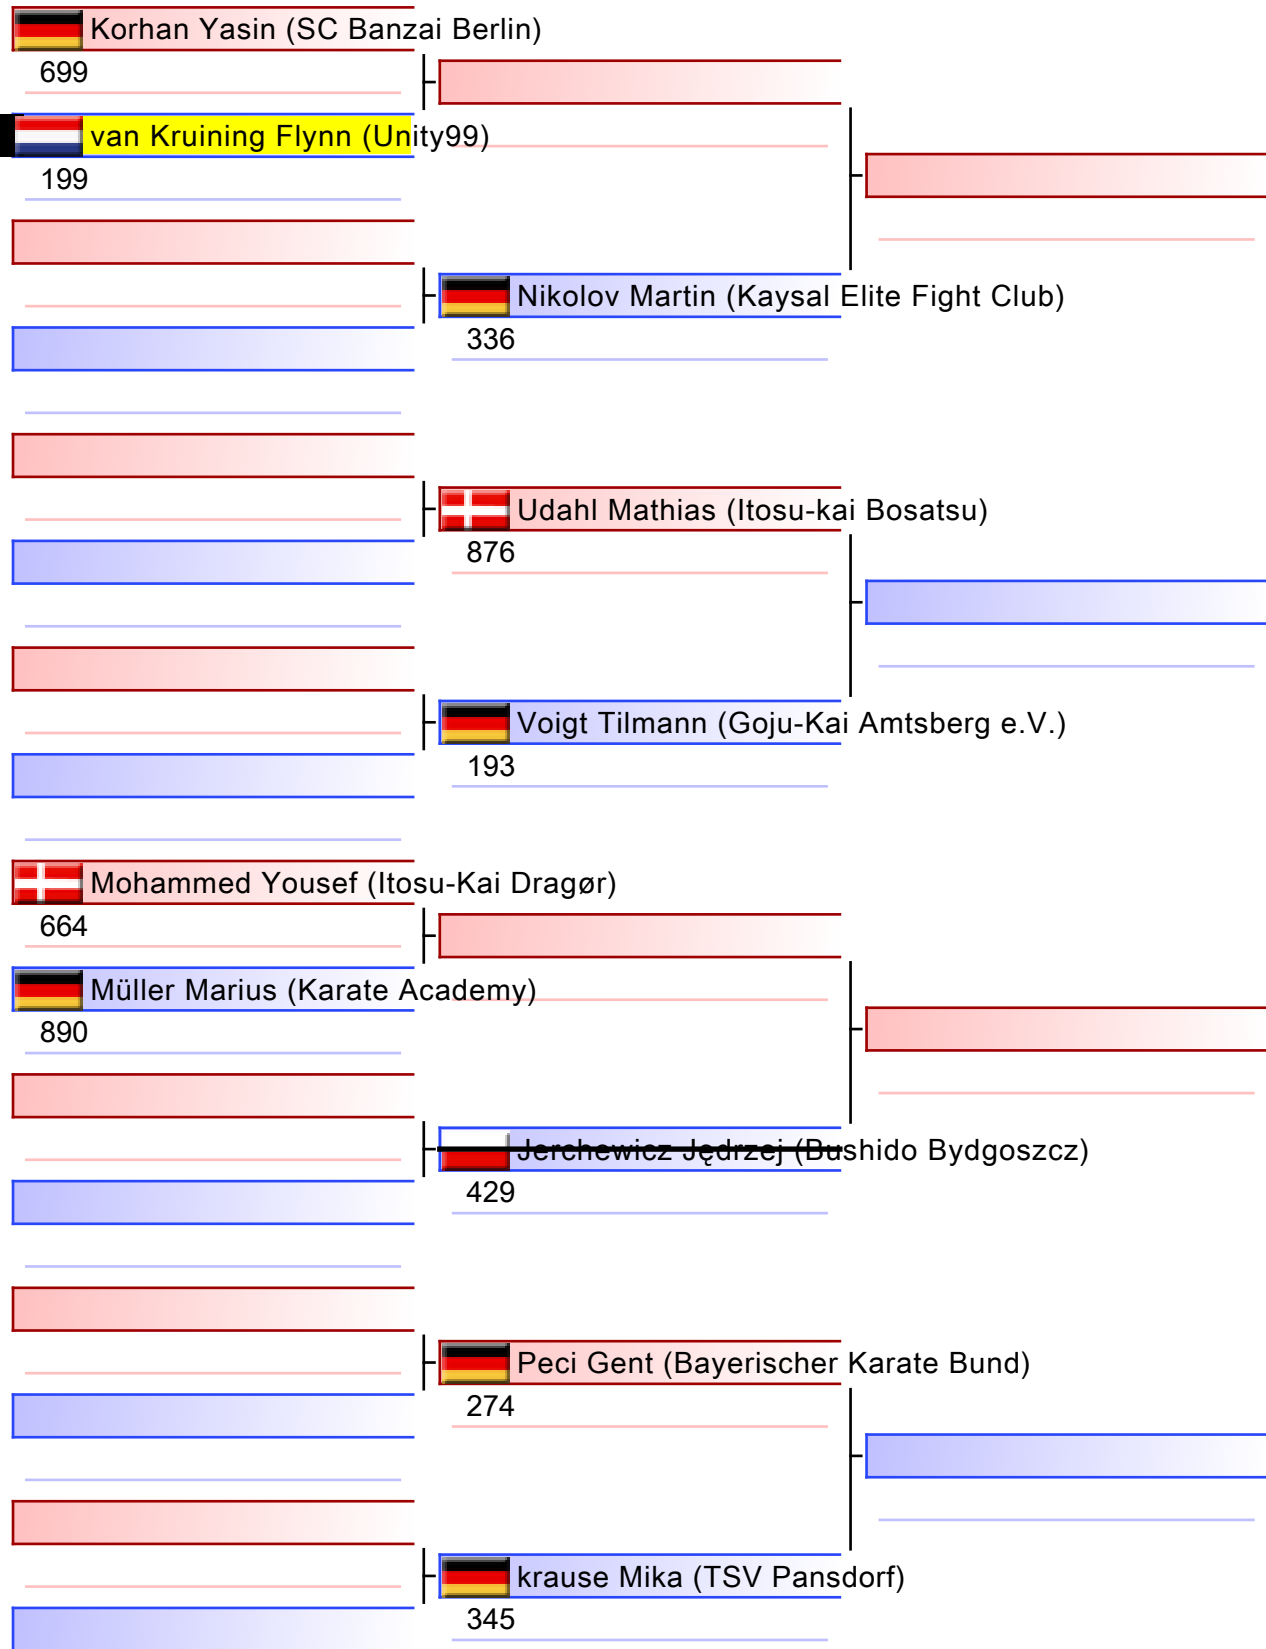 Korhan Yasin (SC Banzai Berlin)
699
van Kruining Flynn (Unity99)
199
Nikolov Martin (Kaysal Elite Fight Club)
336
Udahl Mathias (Itosu-kai Bosatsu)
876
Voigt Tilmann (Goju-Kai Amtsberg e.V.)
193
Mohammed Yousef (Itosu-Kai Dragør)
664
Müller Marius (Karate Academy)
890
Jerchewicz Jędrzej (Bushido Bydgoszcz)
429
Peci Gent (Bayerischer Karate Bund)
274
krause Mika (TSV Pansdorf)
345